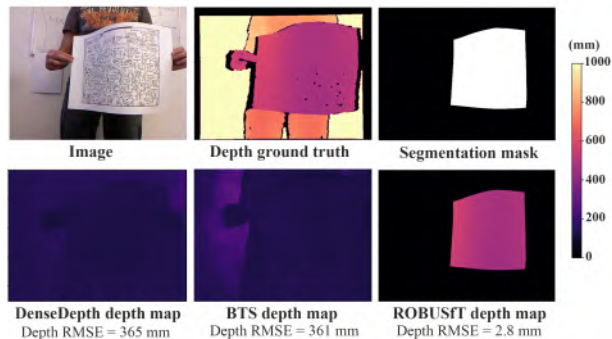 (mm)
1000
800
600
400
200
0
Image
Depth ground truth
Segmentation mask
DenseDepth depth map
BTS depth map
ROBUSfT depth map
Depth RMSE = 365 mm
Depth RMSE = 361 mm
Depth RMSE = 2.8 mm